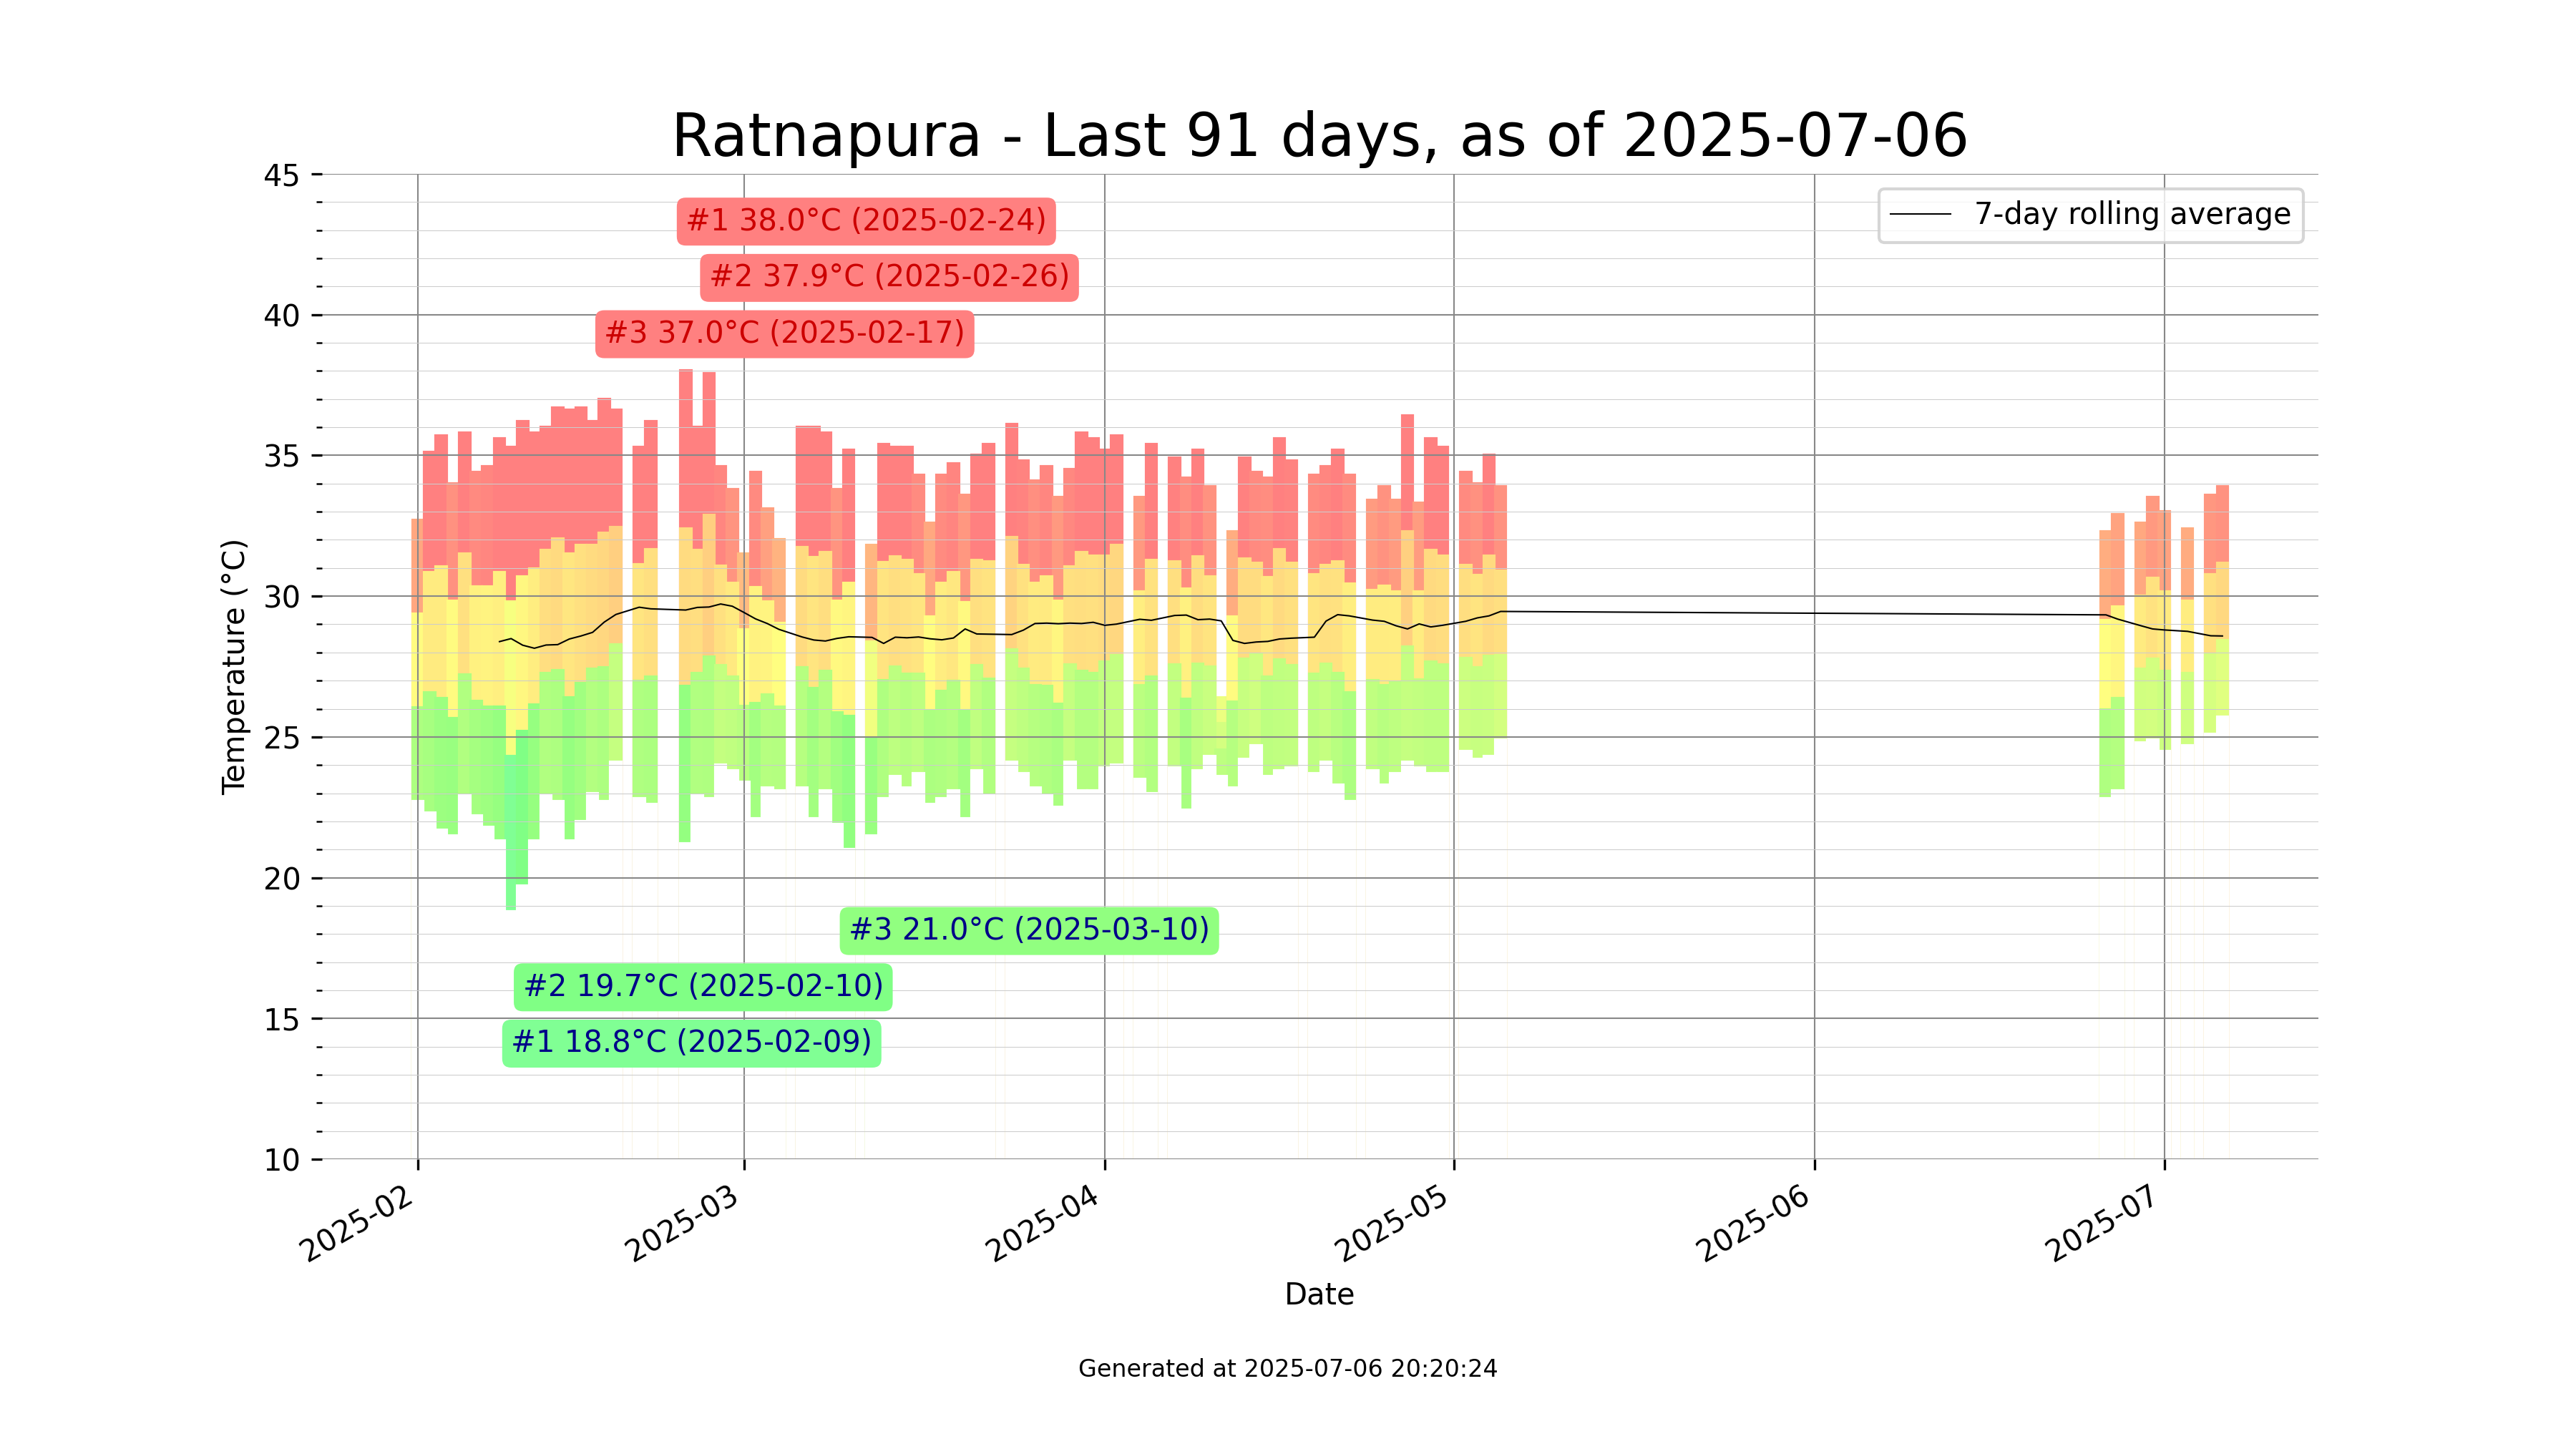 Ratnapura - Last 91 days, as of 2025-07-06
7-day rolling average
#1 38.0°C (2025-02-24)
#2 37.9°C (2025-02-26)
#3 37.0°C (2025-02-17)
#3 21.0°C (2025-03-10)
#2 19.7°C (2025-02-10)
#1 18.8°C (2025-02-09)
Temperature (°C)
45
40
35
30
25
20
15
10
2025-02
2025-03
2025-04
2025-05
2025-06
2025-07
Date
Generated at 2025-07-06 20:20:24